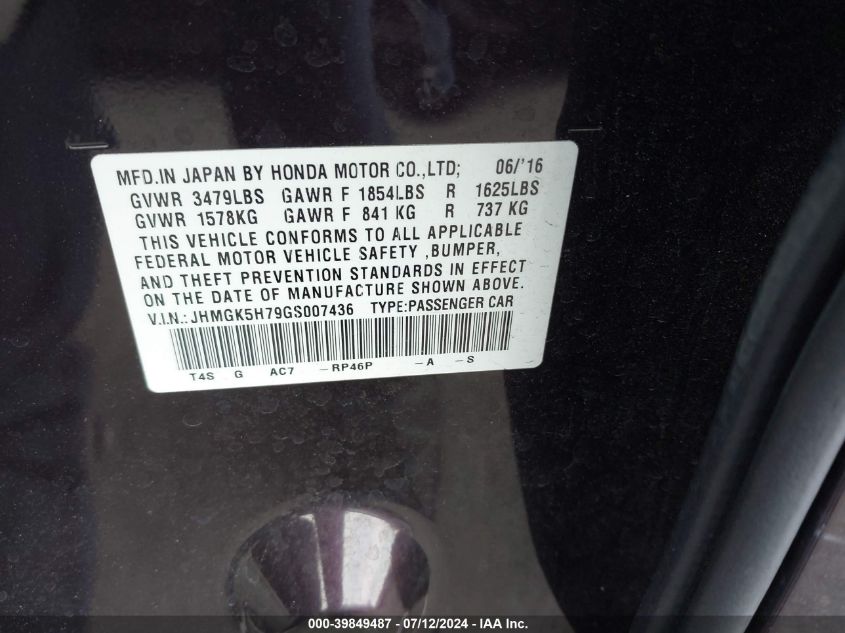 MFD.IN JAPAN BY HONDA MOTOR CO.,LTD; 06/'16
GVWR 3479LBS GAWR F 1854LBS R 1625LBS
GVWR 1578KG GAWR F 841 KG R 737 KG
THIS VEHICLE CONFORMS TO ALL APPLICABLE
FEDERAL MOTOR VEHICLE SAFETY ,BUMPER,
AND THEFT PREVENTION STANDARDS IN EFFECT
ON THE DATE OF MANUFACTURE SHOWN ABOVE.
V.I.N.:JHMGK5H79GS007436 TYPE:PASSENGER CAR
T4S G AC7 -RP46P -A -S
000-39849487 - 07/12/2024 - IAA Inc.